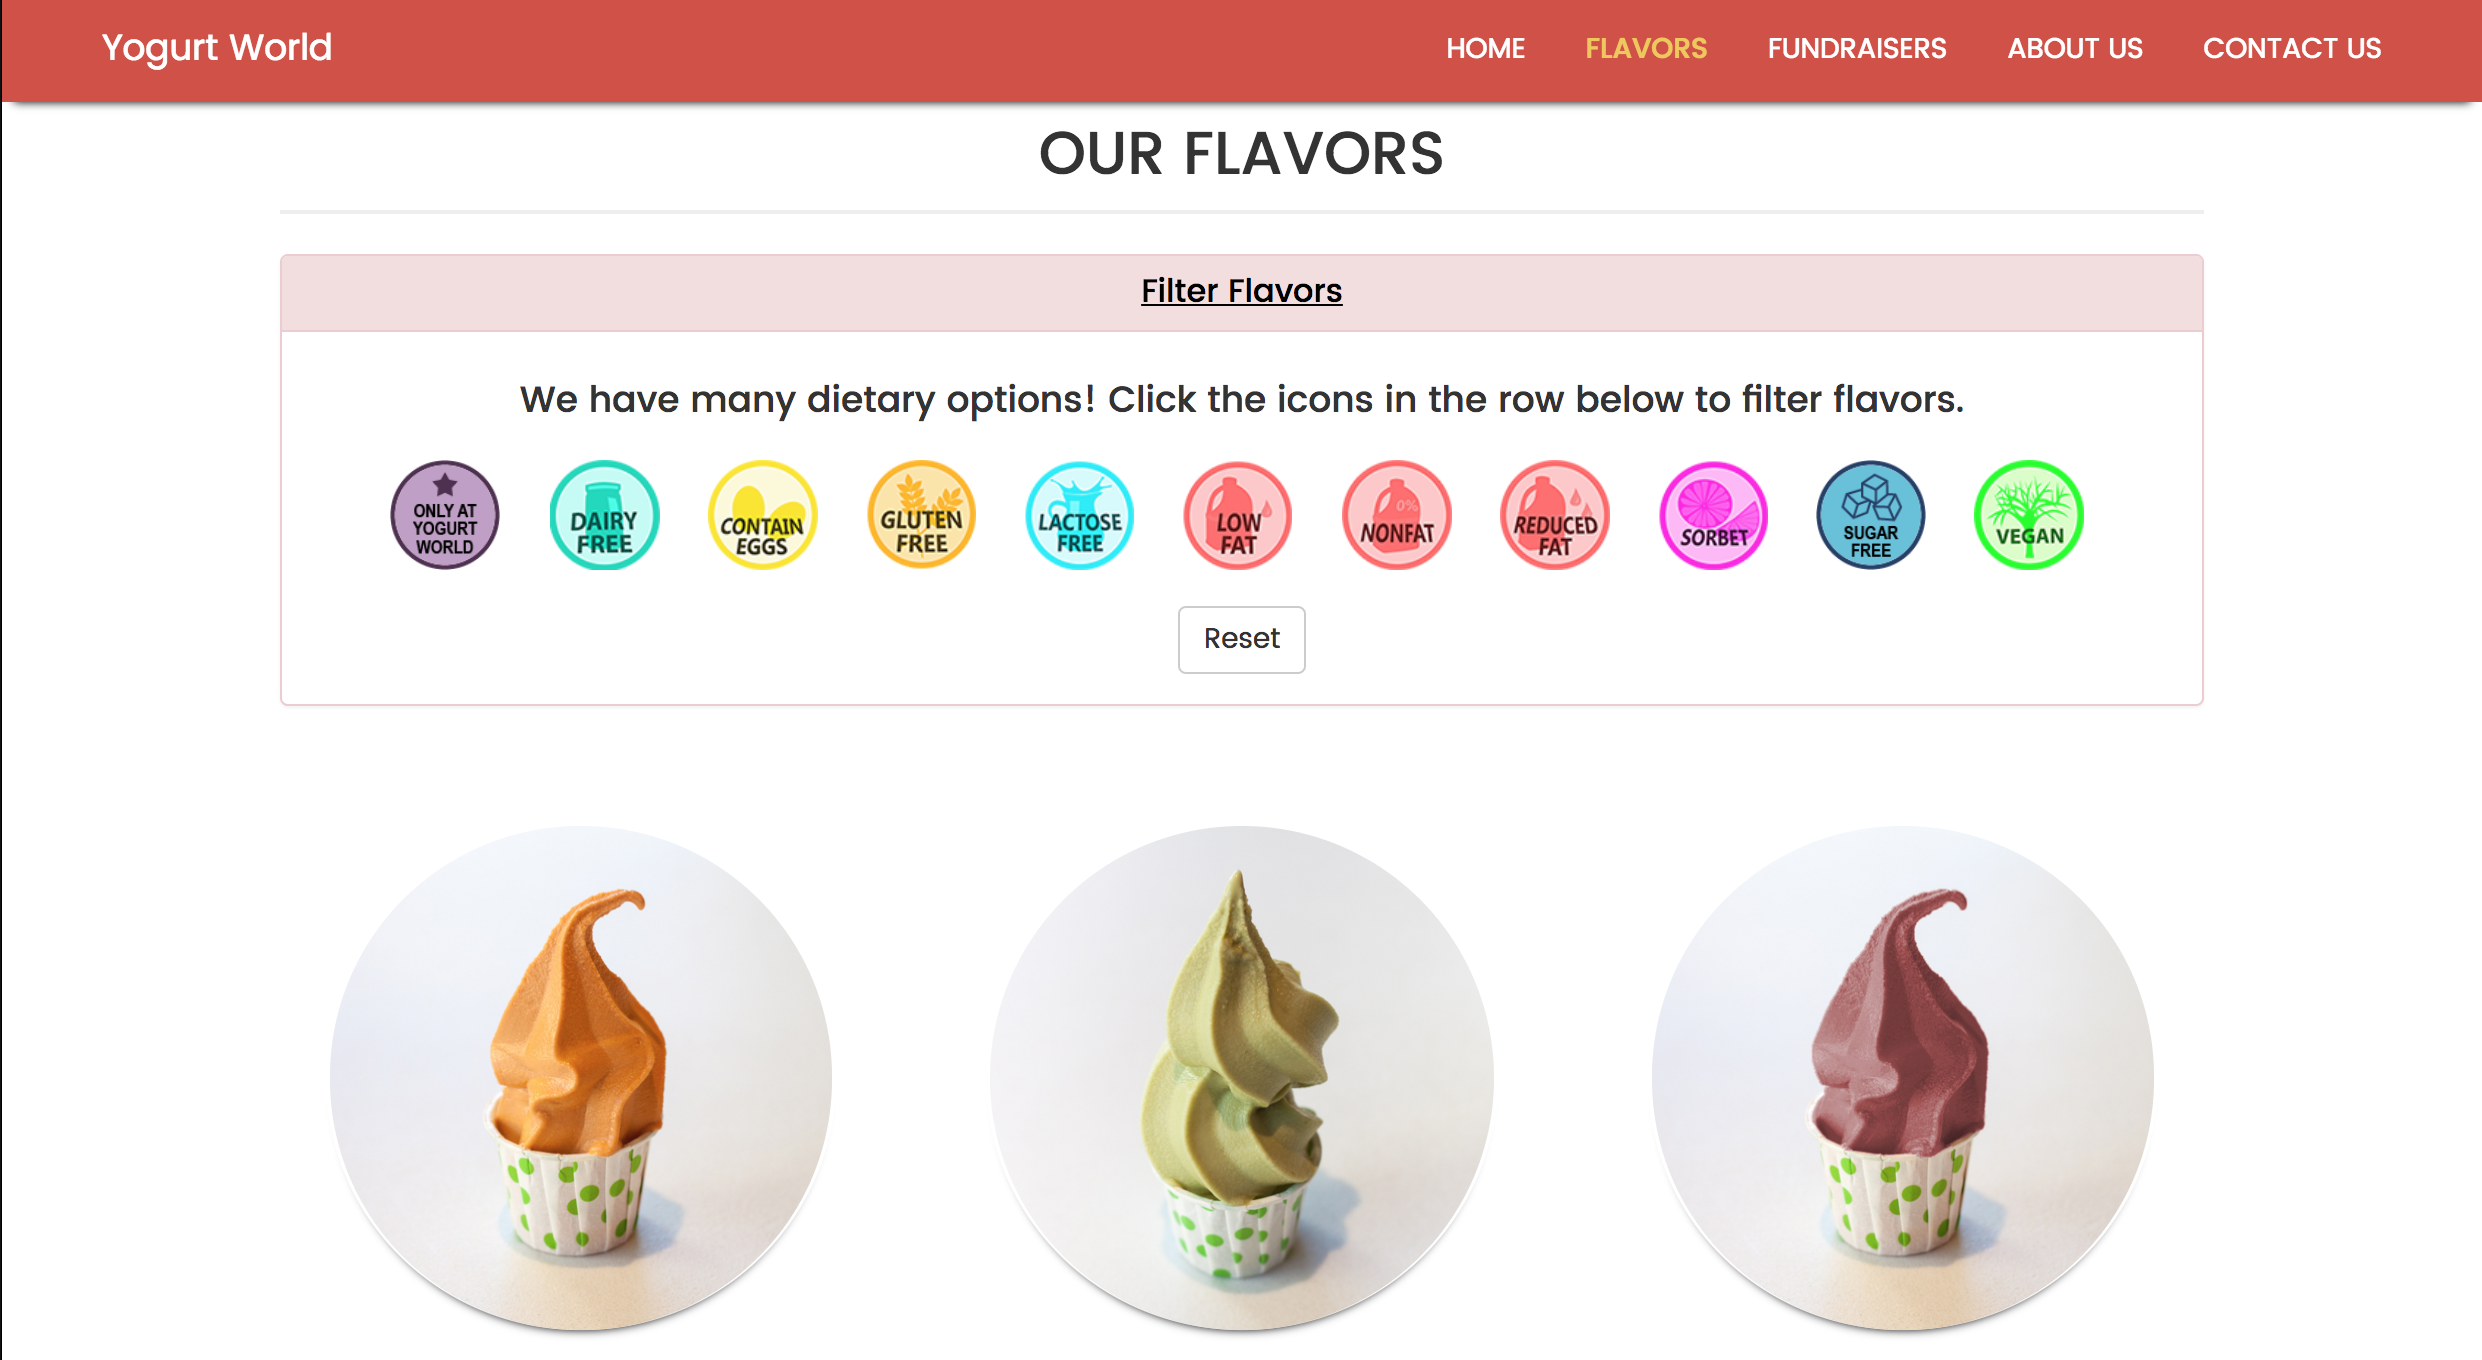 Yogurt World
HOME FLAVORS FUNDRAISERS ABOUT US CONTACT US
OUR FLAVORS
Filter Flavors
We have many dietary options! Click the icons in the row below to filter flavors.
ONLY AT
YOGURT
WORLD
DAIRY
FREE
CONTAIN
EGGS
GLUTEN
FREE
LACTOSE
FREE
LOW
FAT
0%
NONFAT
REDUCED
FAT
SORBET
SUGAR
FREE
VEGAN
Reset